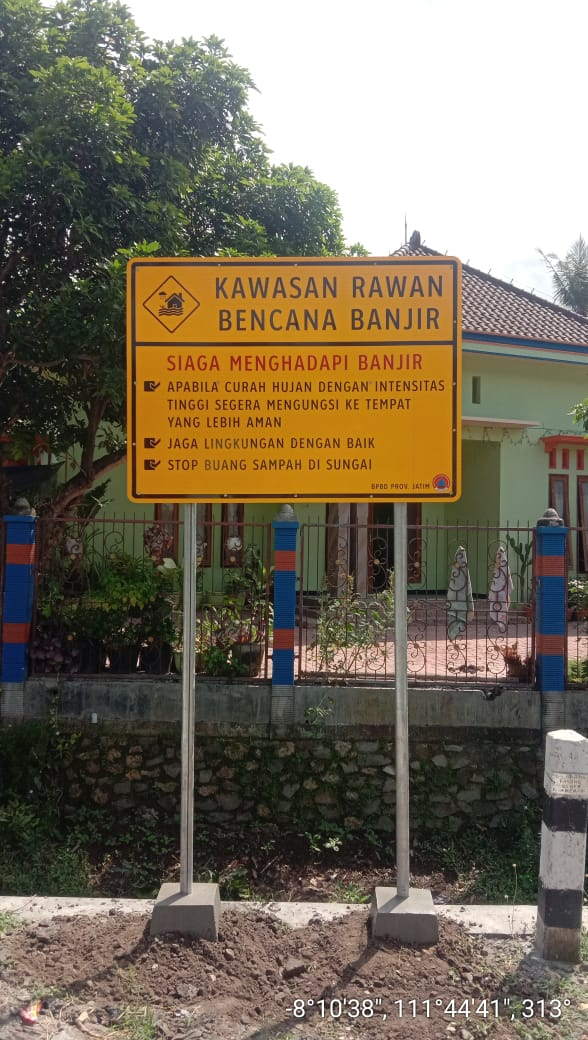 KAWASAN RAWAN
BENCANA BANJIR
SIAGA MENGHADAPI BANJIR
APABILA CURAH HUJAN DENGAN INTENSITAS
TINGGI SEGERA MENGUNGSI KE TEMPAT
YANG LEBIH AMAN
JAGA LINGKUNGAN DENGAN BAIK
STOP BUANG SAMPAH DI SUNGAI
BPBD PROV. JATIM
-8°10'38", 111°44'41", 313°